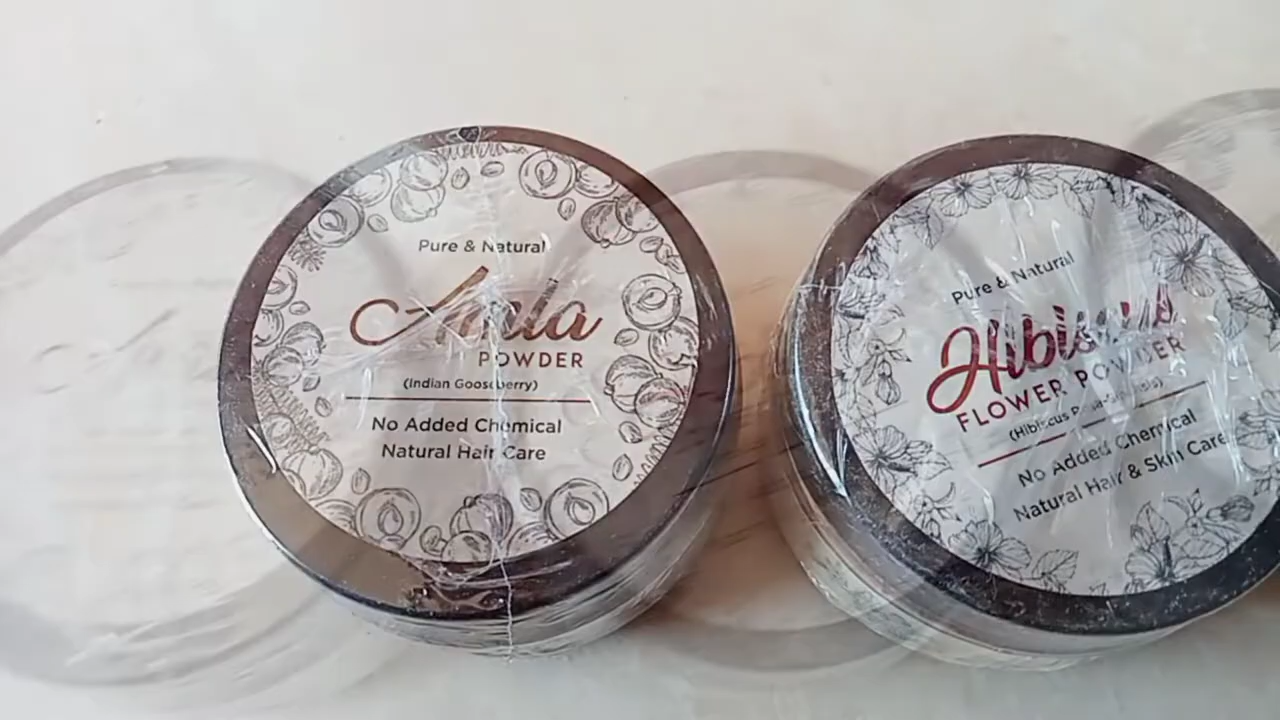 Pure & Natural
Amla
POWDER
(Indian Gooseberry)
No Added Chemical
Natural Hair Care
Pure & Natural
Hibiscus
FLOWER POWDER
(Hibiscus
No Added Chemical
Natural Hair & Skin Care